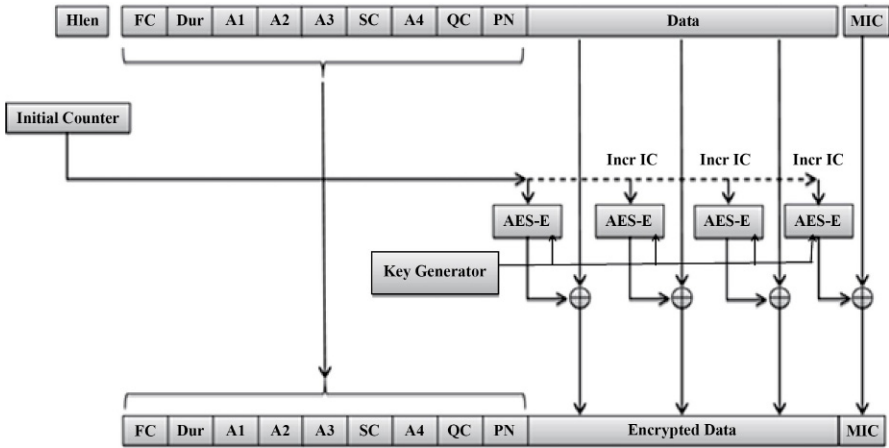 Hlen FC Dur A1 A2 A3 SC A4 QC PN Data MIC
Initial Counter
Incr IC Incr IC Incr IC
AES-E AES-E AES-E AES-E
Key Generator
FC Dur A1 A2 A3 SC A4 QC PN Encrypted Data MIC